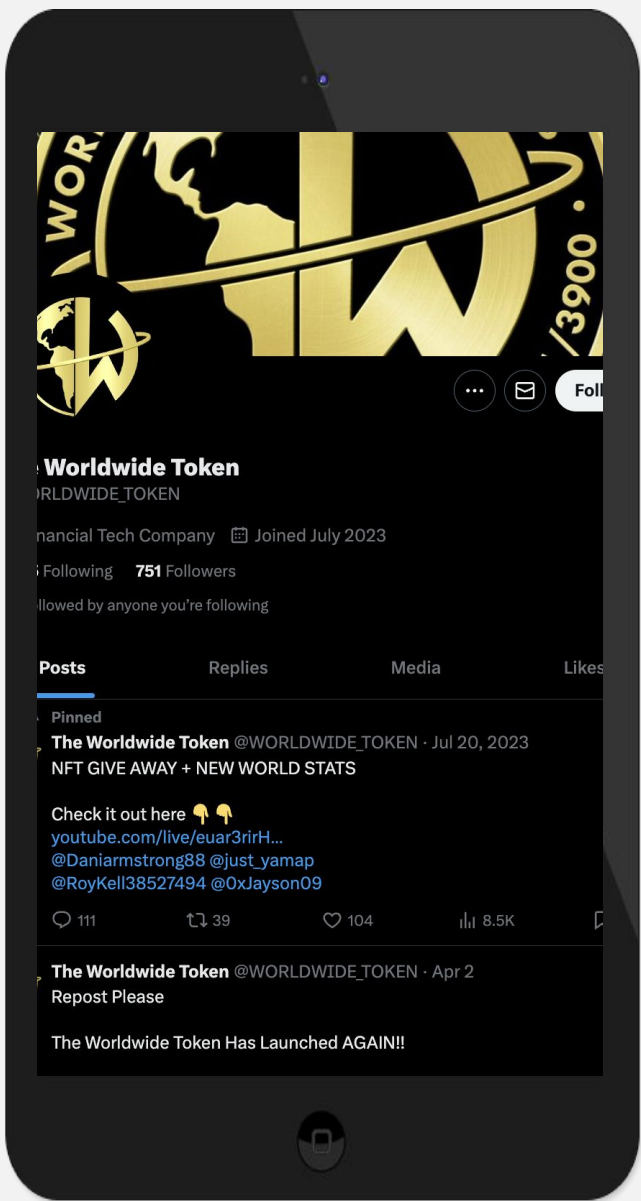 WOR
/3900 •
Foll
Worldwide Token
ORLDWIDE_TOKEN
nancial Tech Company Joined July 2023
Following 751 Followers
llowed by anyone you're following
Posts Replies Media Likes
Pinned
The Worldwide Token @WORLDWIDE_TOKEN · Jul 20, 2023
NFT GIVE AWAY + NEW WORLD STATS
Check it out here 👇 👇
youtube.com/live/euar3rirH...
@Daniarmstrong88 @just_yamap
@RoyKell38527494 @0xJayson09
111 39 104 8.5K
The Worldwide Token @WORLDWIDE_TOKEN · Apr 2
Repost Please
The Worldwide Token Has Launched AGAIN!!